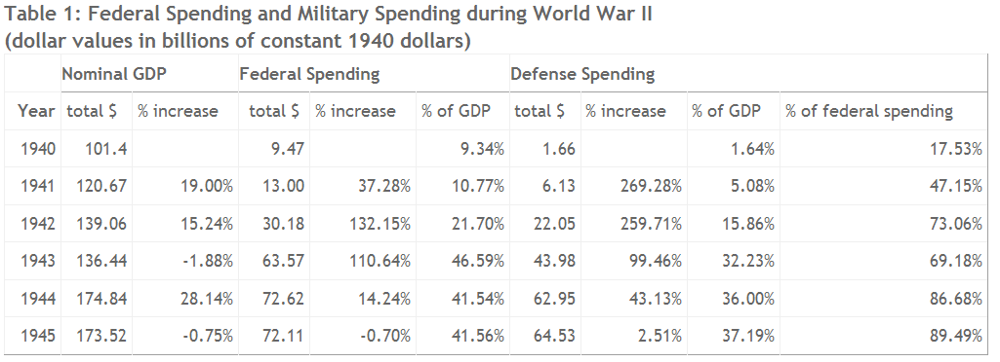 Table 1: Federal Spending and Military Spending during World War II
(dollar values in billions of constant 1940 dollars)
Nominal GDP Federal Spending Defense Spending
Year total $ % increase total $ % increase % of GDP total $ % increase % of GDP % of federal spending
1940 101.4 9.47 9.34% 1.66 1.64% 17.53%
1941 120.67 19.00% 13.00 37.28% 10.77% 6.13 269.28% 5.08% 47.15%
1942 139.06 15.24% 30.18 132.15% 21.70% 22.05 259.71% 15.86% 73.06%
1943 136.44 -1.88% 63.57 110.64% 46.59% 43.98 99.46% 32.23% 69.18%
1944 174.84 28.14% 72.62 14.24% 41.54% 62.95 43.13% 36.00% 86.68%
1945 173.52 -0.75% 72.11 -0.70% 41.56% 64.53 2.51% 37.19% 89.49%